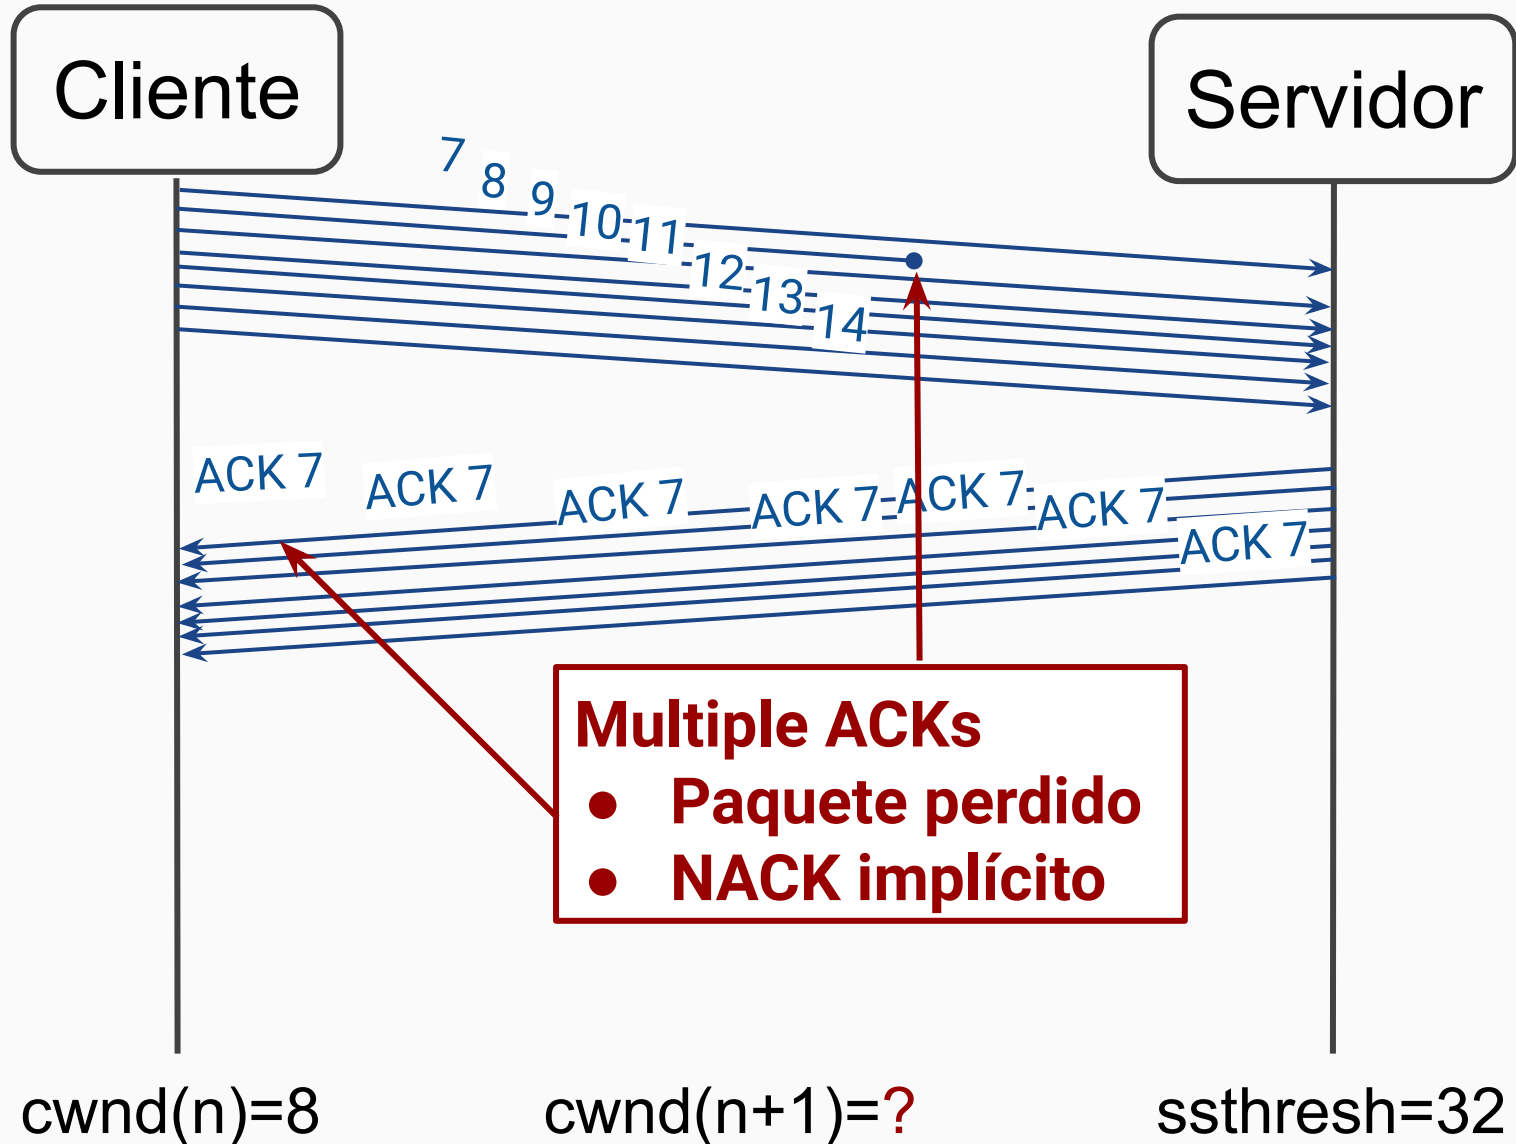 Cliente
Servidor
7
8
9
10
11
12
13
14
ACK 7
ACK 7
ACK 7
ACK 7
ACK 7
ACK 7
ACK 7
Multiple ACKs
● Paquete perdido
● NACK implícito
cwnd(n)=8
cwnd(n+1)=?
ssthresh=32